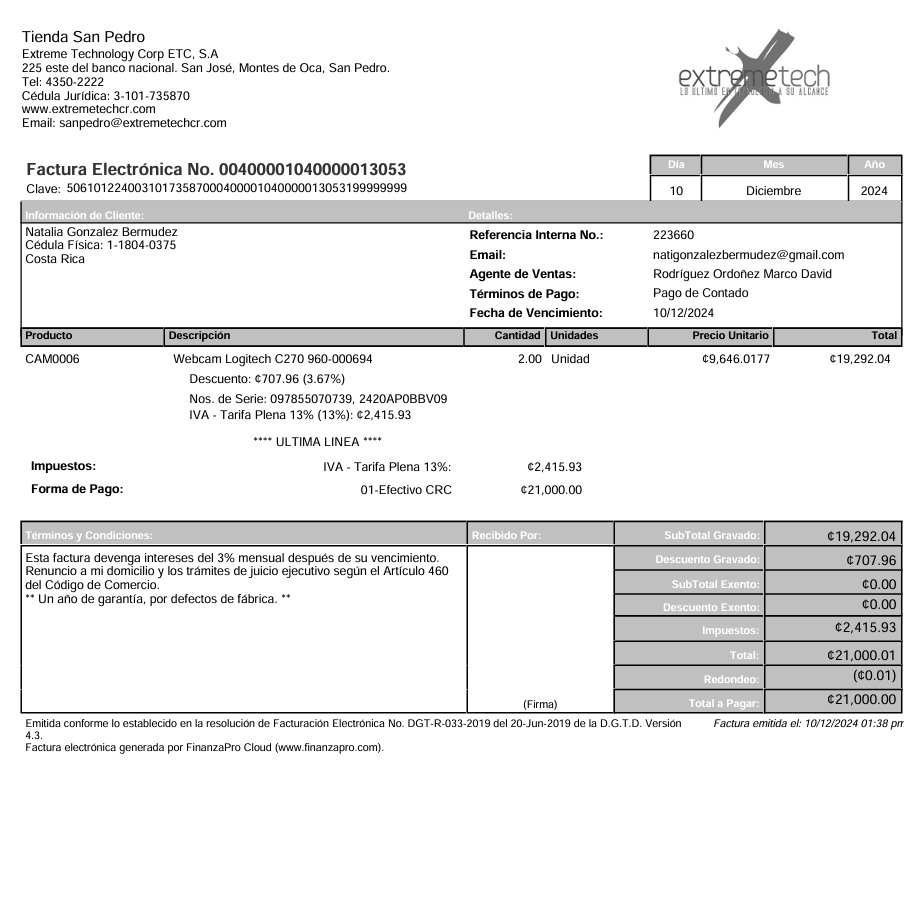 Tienda San Pedro
Extreme Technology Corp ETC, S.A
225 este del banco nacional. San José, Montes de Oca, San Pedro.
Tel: 4350-2222
Cédula Jurídica: 3-101-735870
www.extremetechcr.com
Email: sanpedro@extremetechcr.com
extremetech
LO ULTIMO EN A SU ALCANCE
Factura Electrónica No. 00400001040000013053
Clave: 50610122400310173587000400001040000013053199999999
Día Mes Año
10 Diciembre 2024
Información de Cliente: Detalles:
Natalia Gonzalez Bermudez
Cédula Física: 1-1804-0375
Costa Rica
Referencia Interna No.: 223660
Email: natigonzalezbermudez@gmail.com
Agente de Ventas: Rodríguez Ordoñez Marco David
Términos de Pago: Pago de Contado
Fecha de Vencimiento: 10/12/2024
Producto Descripción Cantidad Unidades Precio Unitario Total
CAM0006 Webcam Logitech C270 960-000694 2.00 Unidad ¢9,646.0177 ¢19,292.04
Descuento: ¢707.96 (3.67%)
Nos. de Serie: 097855070739, 2420AP0BBV09
IVA - Tarifa Plena 13% (13%): ¢2,415.93
**** ULTIMA LINEA ****
Impuestos: IVA - Tarifa Plena 13%: ¢2,415.93
Forma de Pago: 01-Efectivo CRC ¢21,000.00
Términos y Condiciones: Recibido Por:
Esta factura devenga intereses del 3% mensual después de su vencimiento.
Renuncio a mi domicilio y los trámites de juicio ejecutivo según el Artículo 460
del Código de Comercio.
** Un año de garantía, por defectos de fábrica. **
(Firma)
SubTotal Gravado: ¢19,292.04
Descuento Gravado: ¢707.96
SubTotal Exento: ¢0.00
Descuento Exento: ¢0.00
Impuestos: ¢2,415.93
Total: ¢21,000.01
Redondeo: (¢0.01)
Total a Pagar: ¢21,000.00
Emitida conforme lo establecido en la resolución de Facturación Electrónica No. DGT-R-033-2019 del 20-Jun-2019 de la D.G.T.D. Versión
4.3.
Factura emitida el: 10/12/2024 01:38 pm
Factura electrónica generada por FinanzaPro Cloud (www.finanzapro.com).